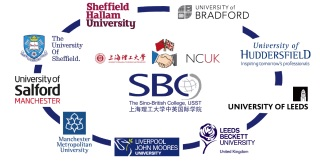 Sheffield
Hallam
University
UNIVERSITY of
BRADFORD
The
University
Of
Sheffield.
上海理工大学
NCUK
University of
HUDDERSFIELD
Inspiring tomorrow's professionals
University of
Salford
MANCHESTER
SBC
The Sino-British College, USST
上海理工大学中英国际学院
UNIVERSITY OF LEEDS
Manchester
Metropolitan
University
LIVERPOOL
JOHN MOORES
UNIVERSITY
LEEDS
BECKETT
UNIVERSITY
United Kingdom